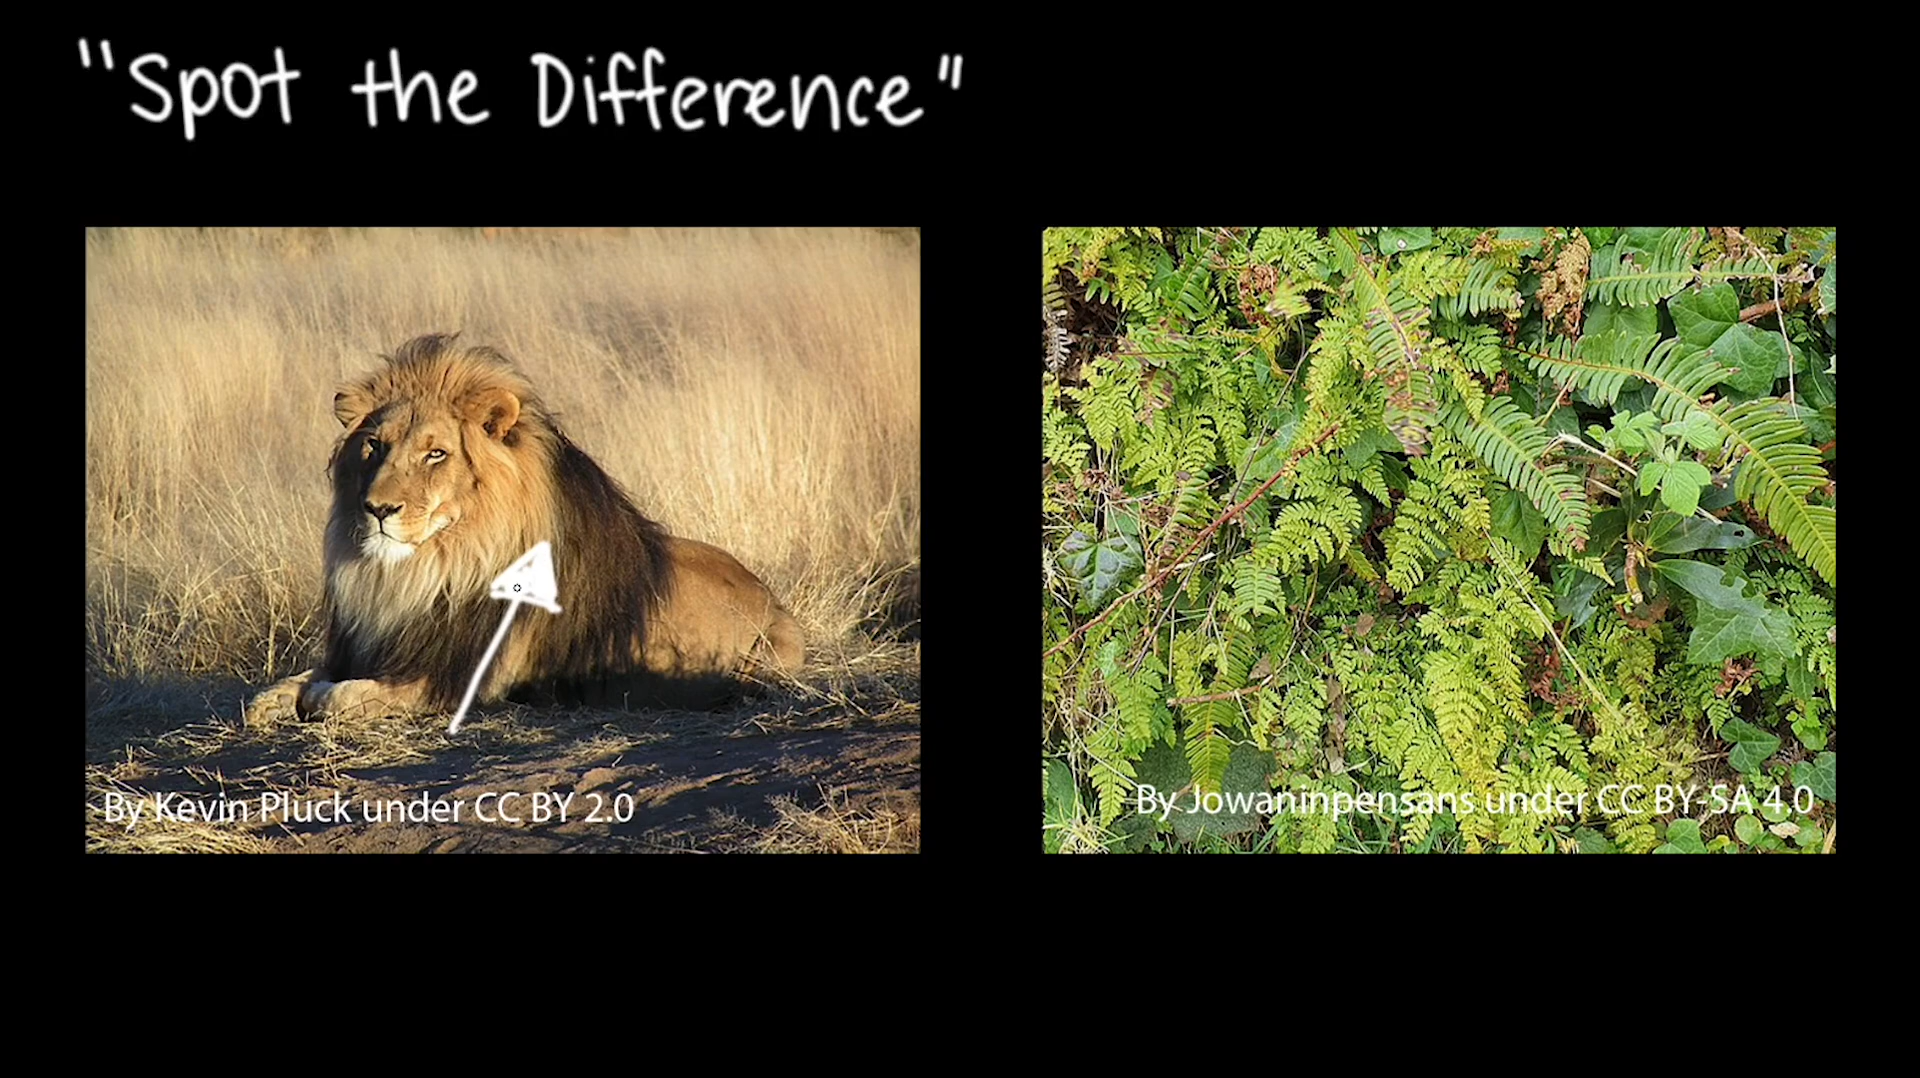 "Spot the Difference"
By Kevin Pluck under CC BY 2.0
By Jowaninpensans under CC BY-SA 4.0